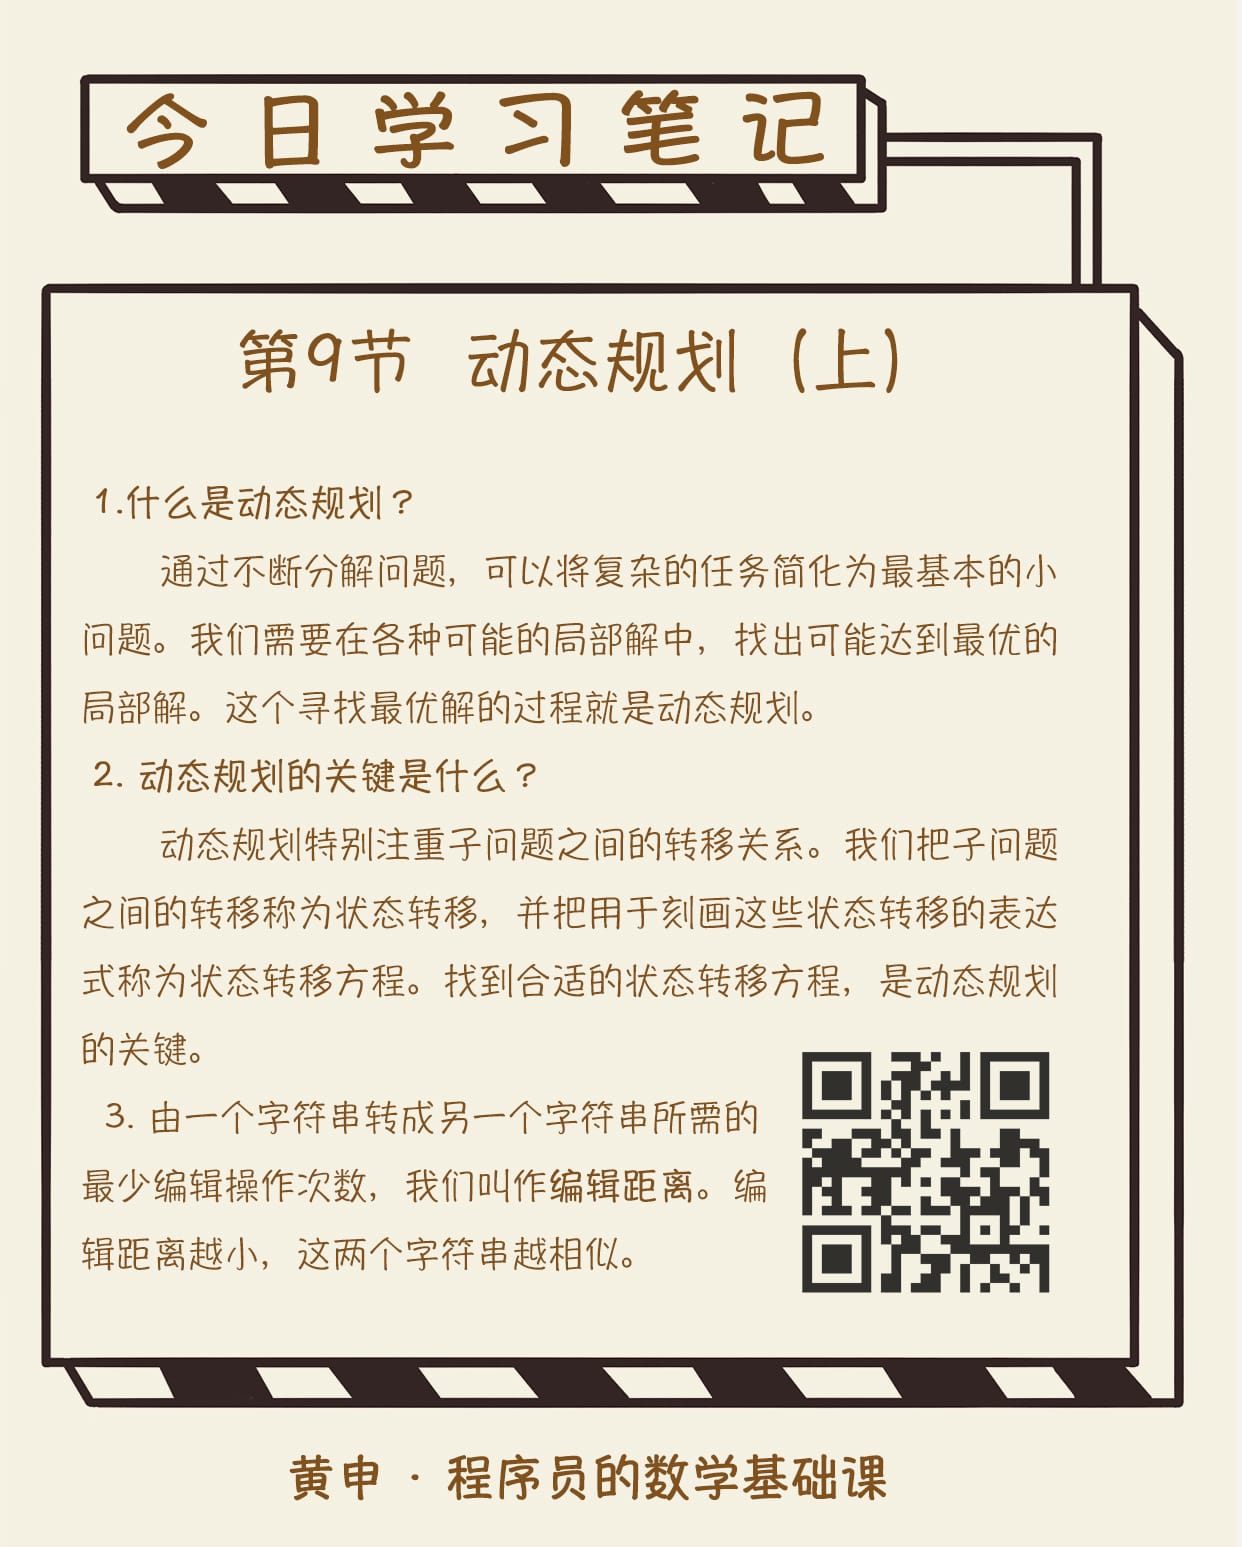 今日学习笔记
第9节 动态规划（上）
1.什么是动态规划？
通过不断分解问题，可以将复杂的任务简化为最基本的小
问题。我们需要在各种可能的局部解中，找出可能达到最优的
局部解。这个寻找最优解的过程就是动态规划。
2. 动态规划的关键是什么？
动态规划特别注重子问题之间的转移关系。我们把子问题
之间的转移称为状态转移，并把用于刻画这些状态转移的表达
式称为状态转移方程。找到合适的状态转移方程，是动态规划
的关键。
3. 由一个字符串转成另一个字符串所需的
最少编辑操作次数，我们叫作编辑距离。编
辑距离越小，这两个字符串越相似。
黄申 · 程序员的数学基础课